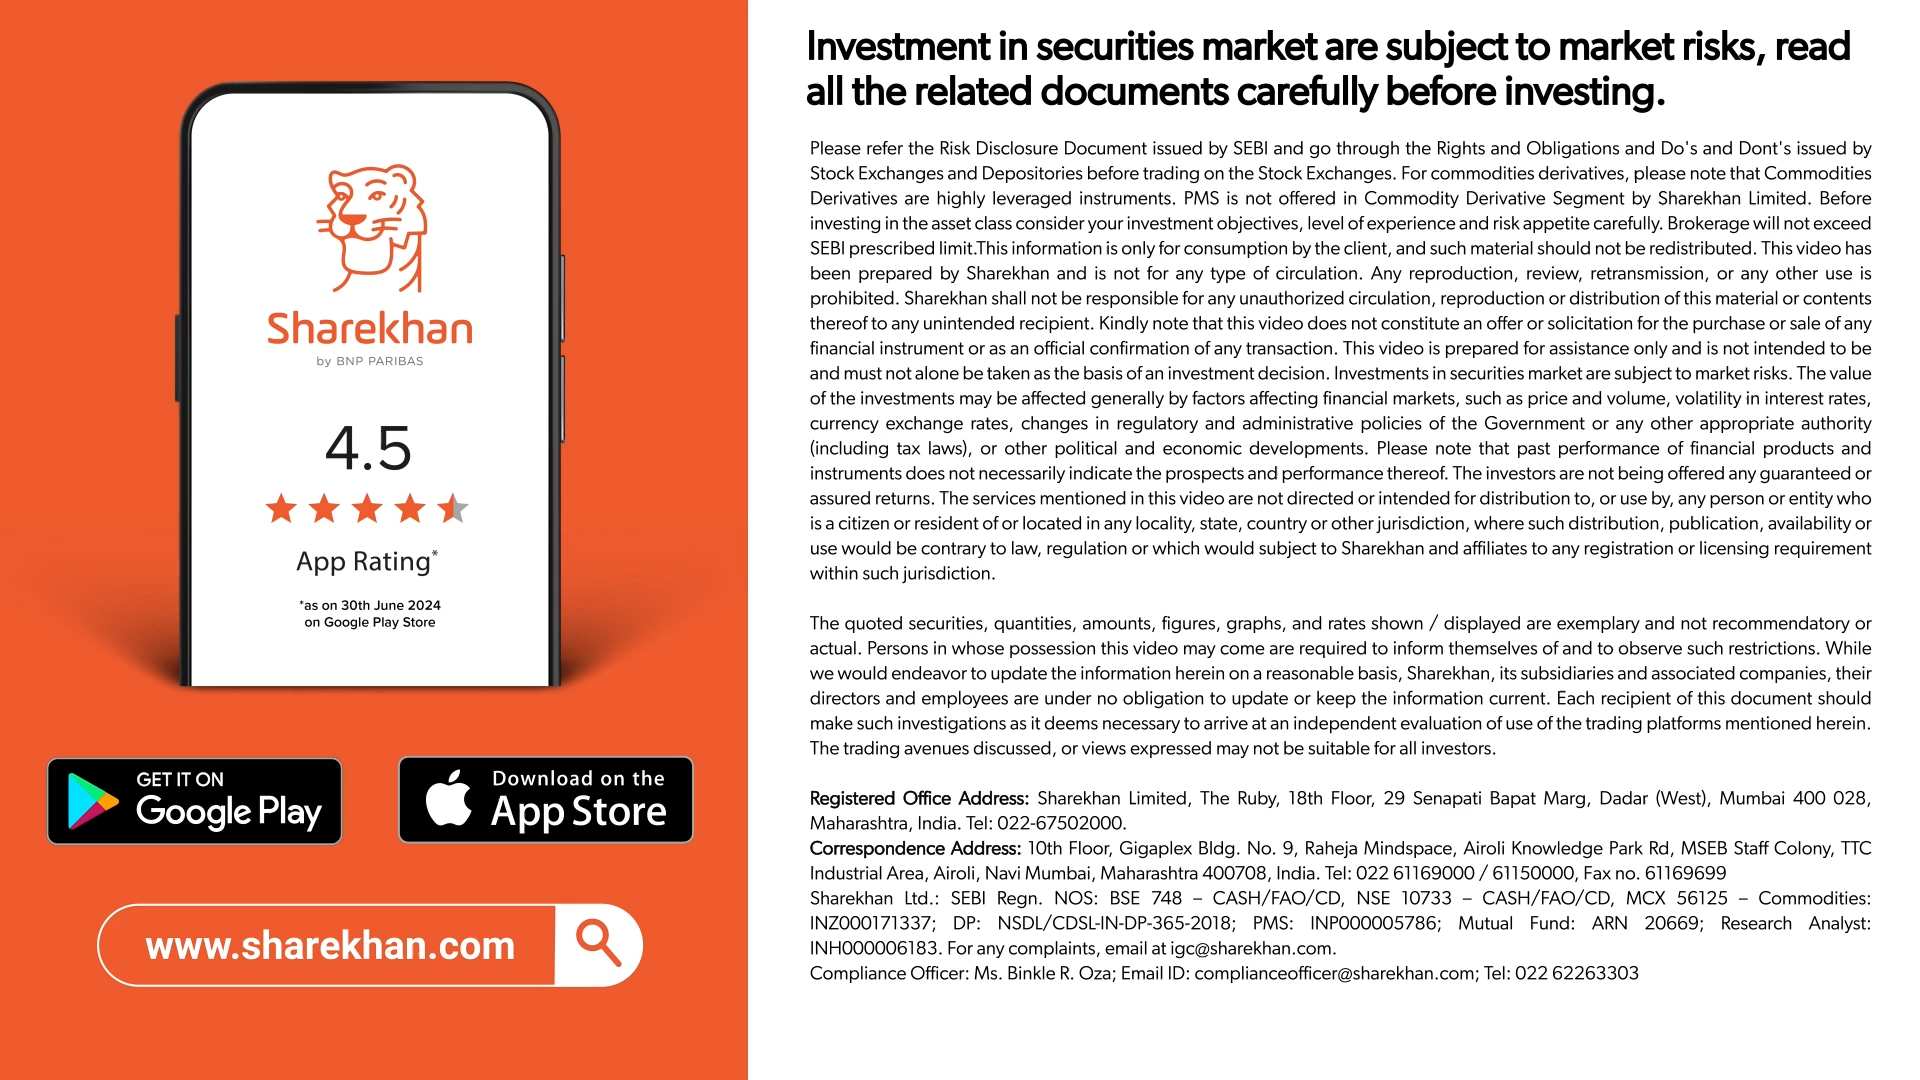 Sharekhan
by BNP PARIBAS
4.5
App Rating*
*as on 30th June 2024
on Google Play Store
GET IT ON
Google Play
Download on the
App Store
www.sharekhan.com
Investment in securities market are subject to market risks, read
all the related documents carefully before investing.
Please refer the Risk Disclosure Document issued by SEBI and go through the Rights and Obligations and Do's and Dont's issued by
Stock Exchanges and Depositories before trading on the Stock Exchanges. For commodities derivatives, please note that Commodities
Derivatives are highly leveraged instruments. PMS is not offered in Commodity Derivative Segment by Sharekhan Limited. Before
investing in the asset class consider your investment objectives, level of experience and risk appetite carefully. Brokerage will not exceed
SEBI prescribed limit.This information is only for consumption by the client, and such material should not be redistributed. This video has
been prepared by Sharekhan and is not for any type of circulation. Any reproduction, review, retransmission, or any other use is
prohibited. Sharekhan shall not be responsible for any unauthorized circulation, reproduction or distribution of this material or contents
thereof to any unintended recipient. Kindly note that this video does not constitute an offer or solicitation for the purchase or sale of any
financial instrument or as an official confirmation of any transaction. This video is prepared for assistance only and is not intended to be
and must not alone be taken as the basis of an investment decision. Investments in securities market are subject to market risks. The value
of the investments may be affected generally by factors affecting financial markets, such as price and volume, volatility in interest rates,
currency exchange rates, changes in regulatory and administrative policies of the Government or any other appropriate authority
(including tax laws), or other political and economic developments. Please note that past performance of financial products and
instruments does not necessarily indicate the prospects and performance thereof. The investors are not being offered any guaranteed or
assured returns. The services mentioned in this video are not directed or intended for distribution to, or use by, any person or entity who
is a citizen or resident of or located in any locality, state, country or other jurisdiction, where such distribution, publication, availability or
use would be contrary to law, regulation or which would subject to Sharekhan and affiliates to any registration or licensing requirement
within such jurisdiction.
The quoted securities, quantities, amounts, figures, graphs, and rates shown / displayed are exemplary and not recommendatory or
actual. Persons in whose possession this video may come are required to inform themselves of and to observe such restrictions. While
we would endeavor to update the information herein on a reasonable basis, Sharekhan, its subsidiaries and associated companies, their
directors and employees are under no obligation to update or keep the information current. Each recipient of this document should
make such investigations as it deems necessary to arrive at an independent evaluation of use of the trading platforms mentioned herein.
The trading avenues discussed, or views expressed may not be suitable for all investors.
Registered Office Address: Sharekhan Limited, The Ruby, 18th Floor, 29 Senapati Bapat Marg, Dadar (West), Mumbai 400 028,
Maharashtra, India. Tel: 022-67502000.
Correspondence Address: 10th Floor, Gigaplex Bldg. No. 9, Raheja Mindspace, Airoli Knowledge Park Rd, MSEB Staff Colony, TTC
Industrial Area, Airoli, Navi Mumbai, Maharashtra 400708, India. Tel: 022 61169000 / 61150000, Fax no. 61169699
Sharekhan Ltd.: SEBI Regn. NOS: BSE 748 – CASH/FAO/CD, NSE 10733 – CASH/FAO/CD, MCX 56125 – Commodities:
INZ000171337; DP: NSDL/CDSL-IN-DP-365-2018; PMS: INP000005786; Mutual Fund: ARN 20669; Research Analyst:
INH000006183. For any complaints, email at igc@sharekhan.com.
Compliance Officer: Ms. Binkle R. Oza; Email ID: complianceofficer@sharekhan.com; Tel: 022 62263303